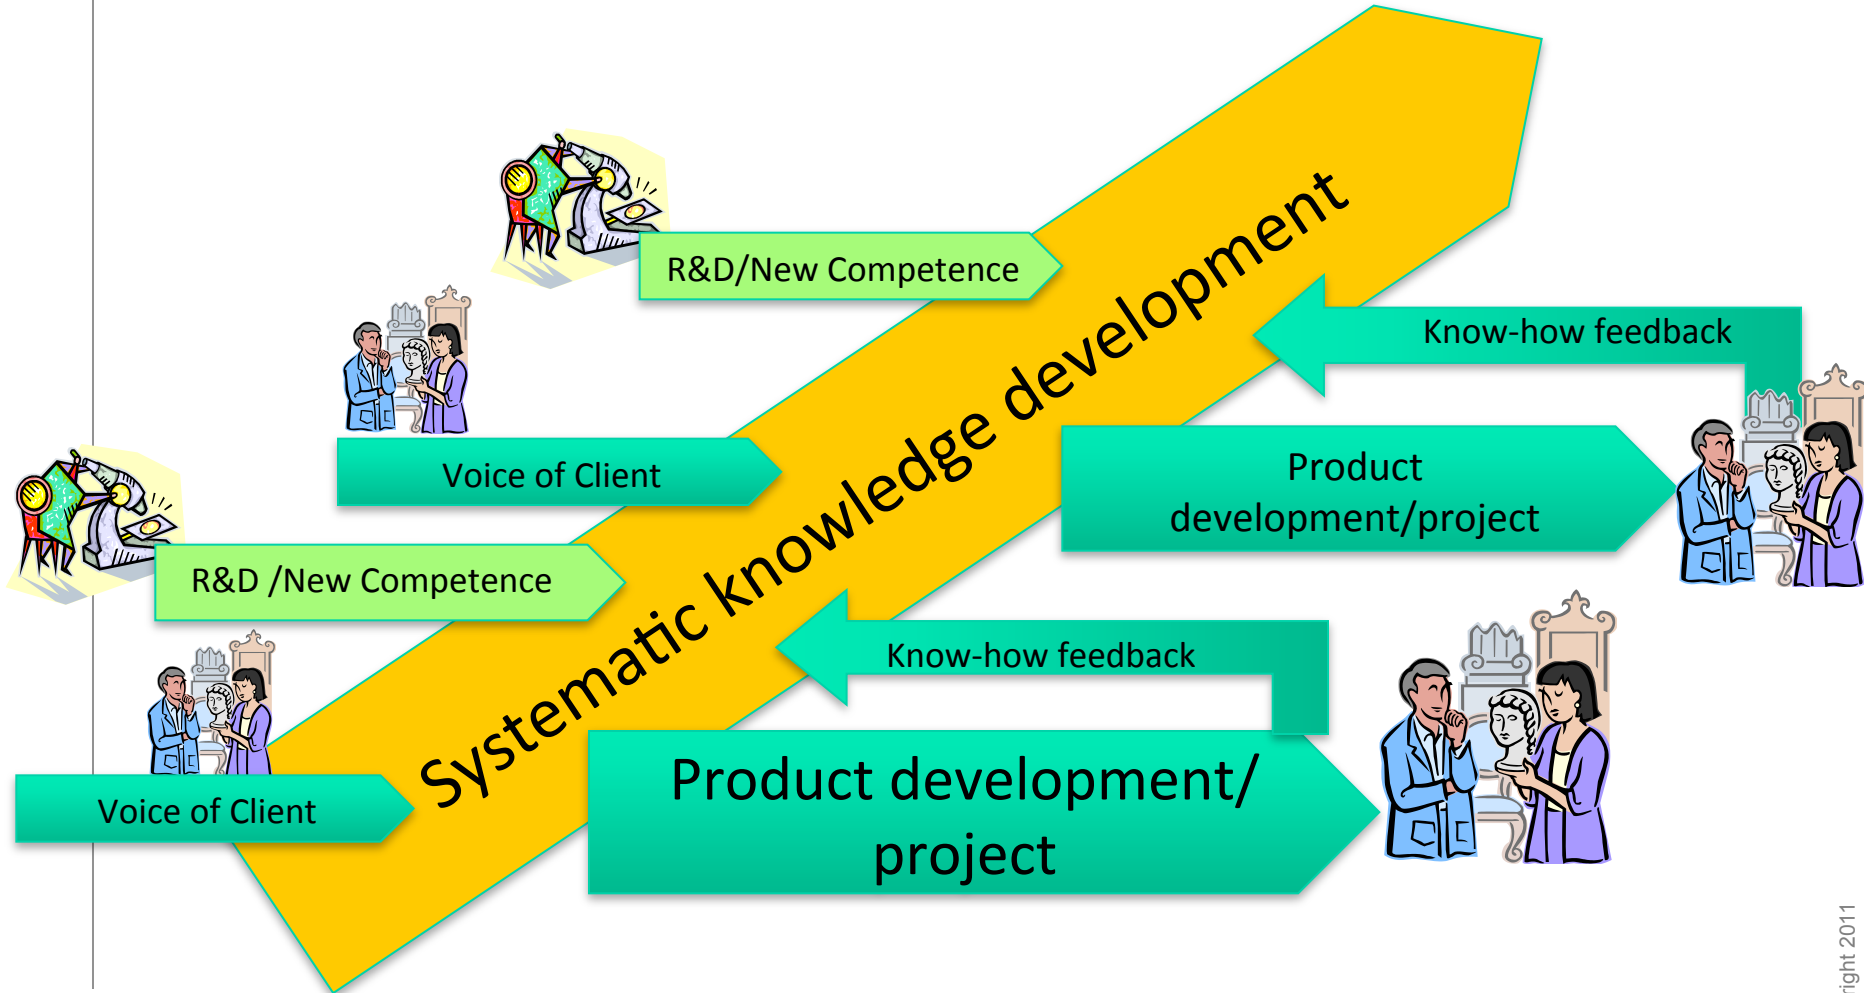 R&D/New Competence
Know-how feedback
Voice of Client
Product
development/project
R&D /New Competence
Systematic knowledge development
Know-how feedback
Voice of Client
Product development/
project
2011